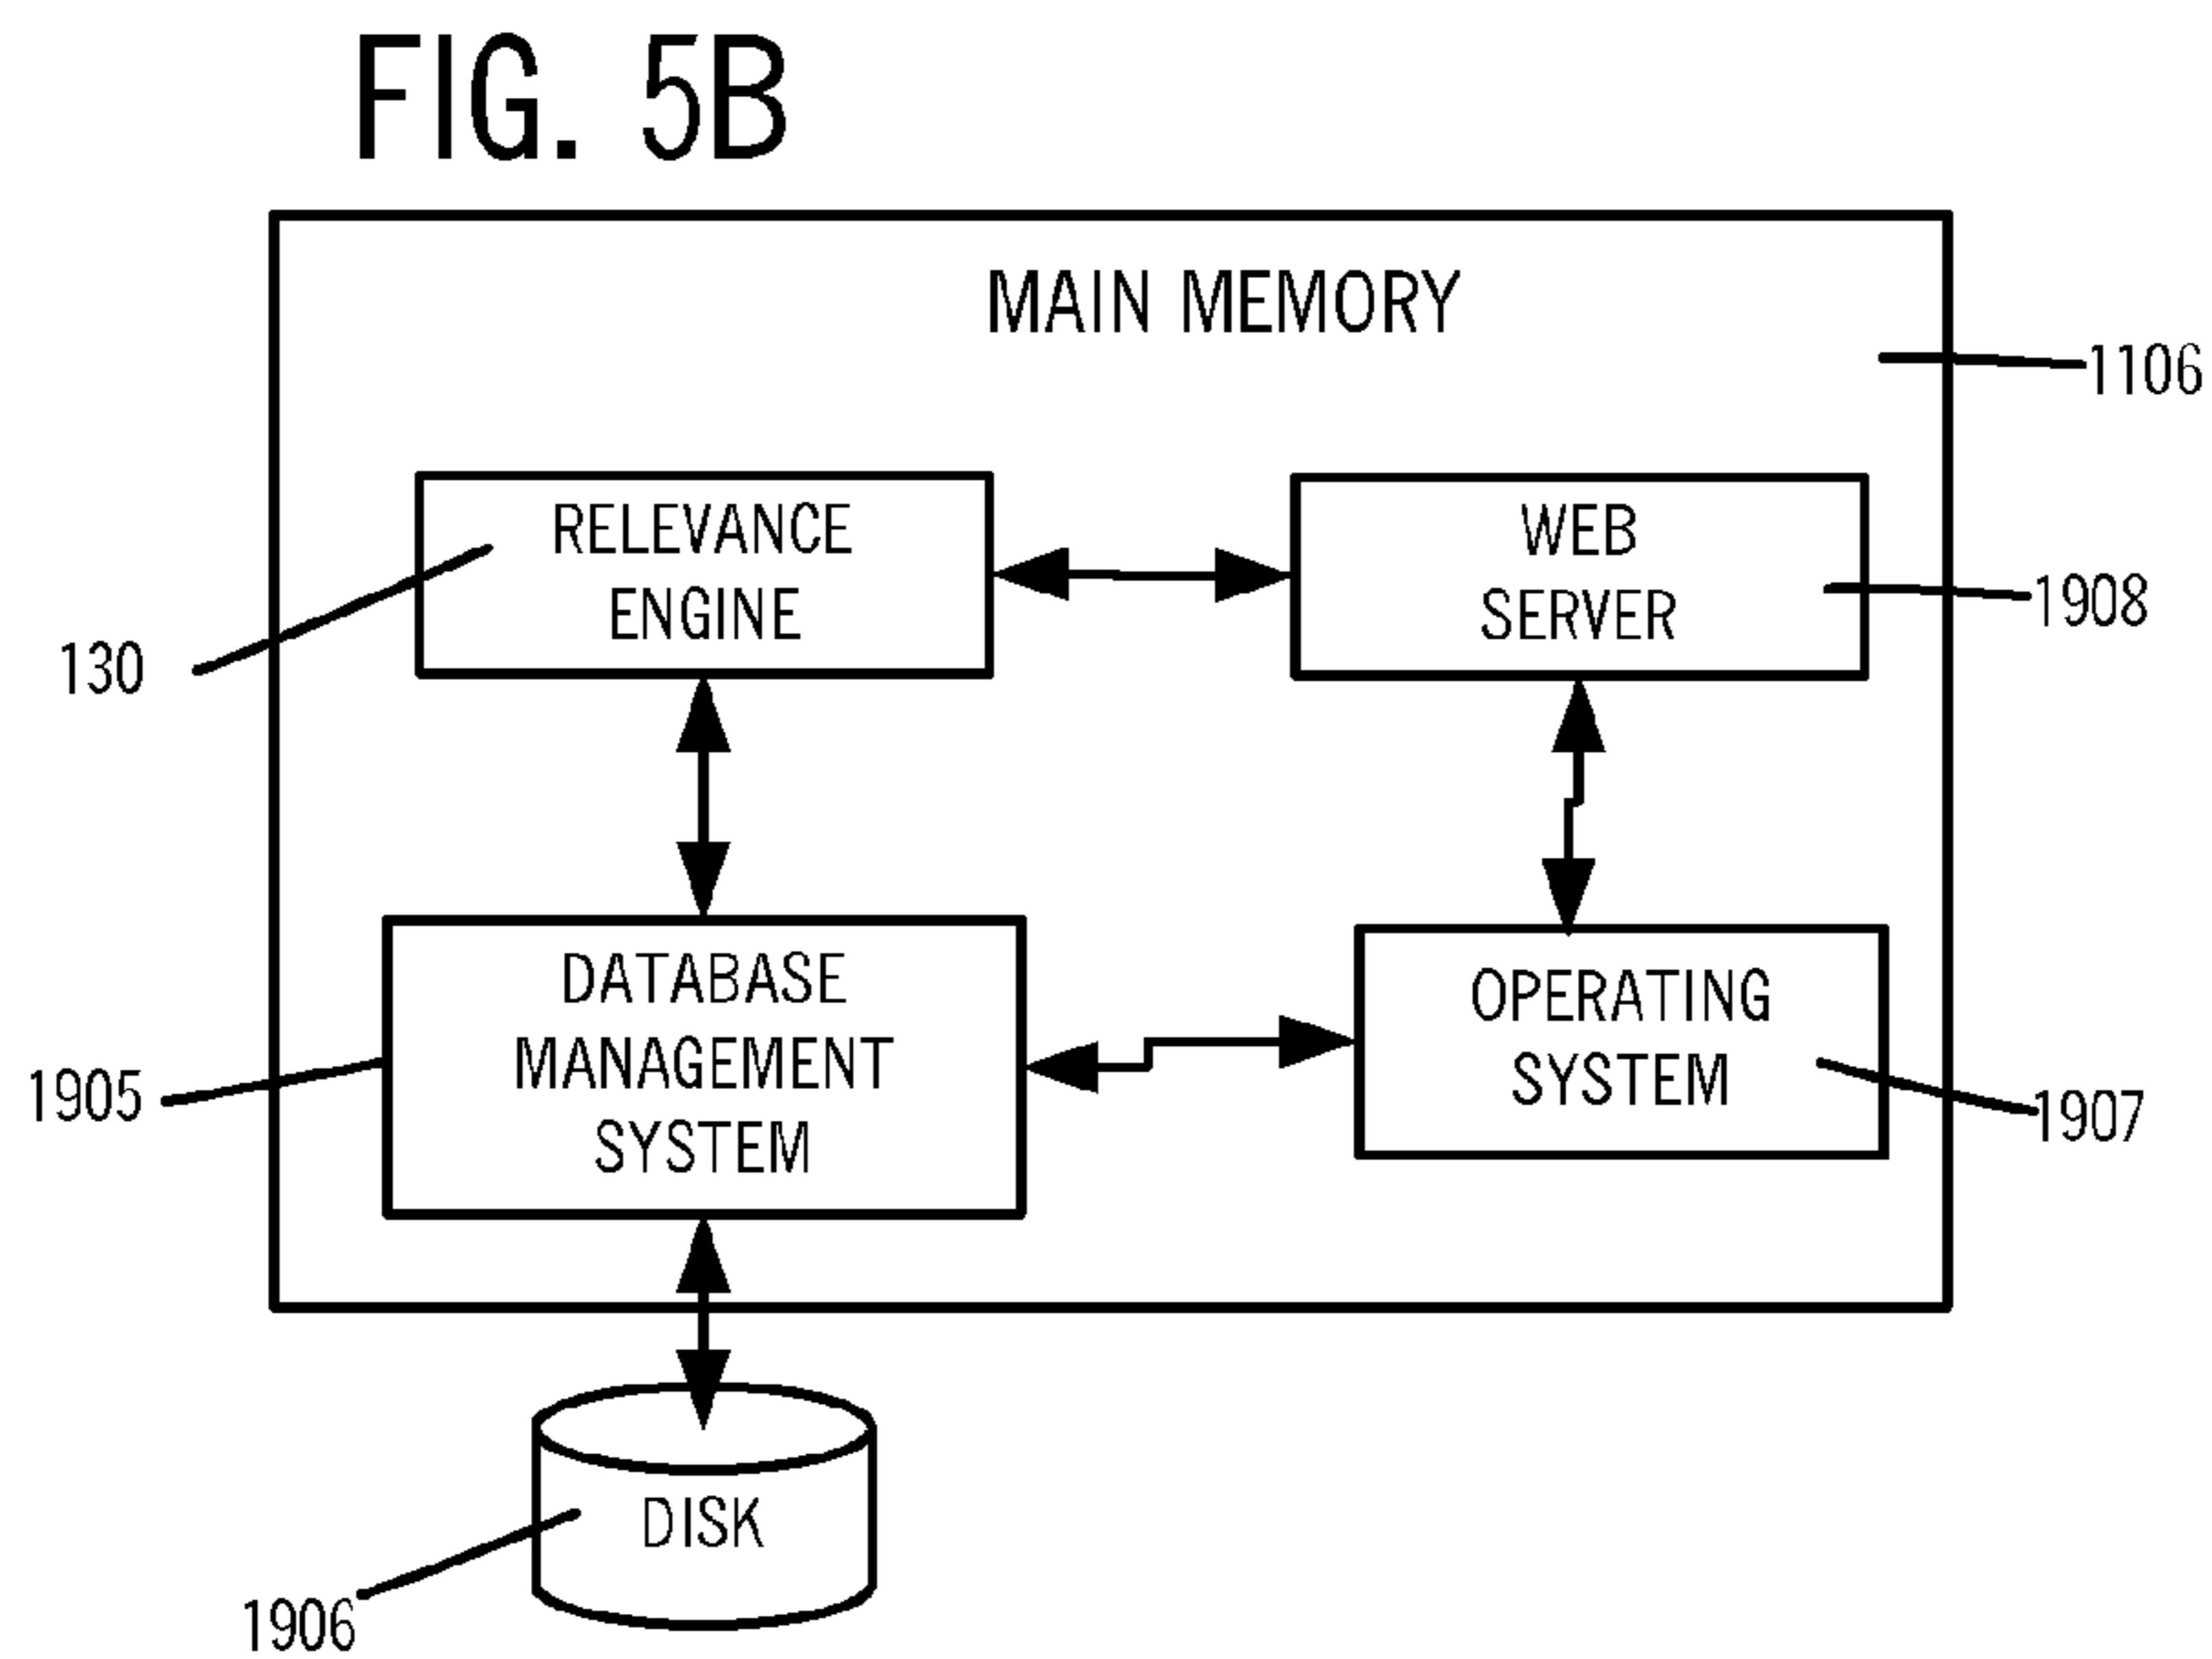 FIG. 5B
MAIN MEMORY
1106
RELEVANCE
ENGINE
130
WEB
SERVER
1908
DATABASE
MANAGEMENT
SYSTEM
1905
OPERATING
SYSTEM
1907
DISK
1906